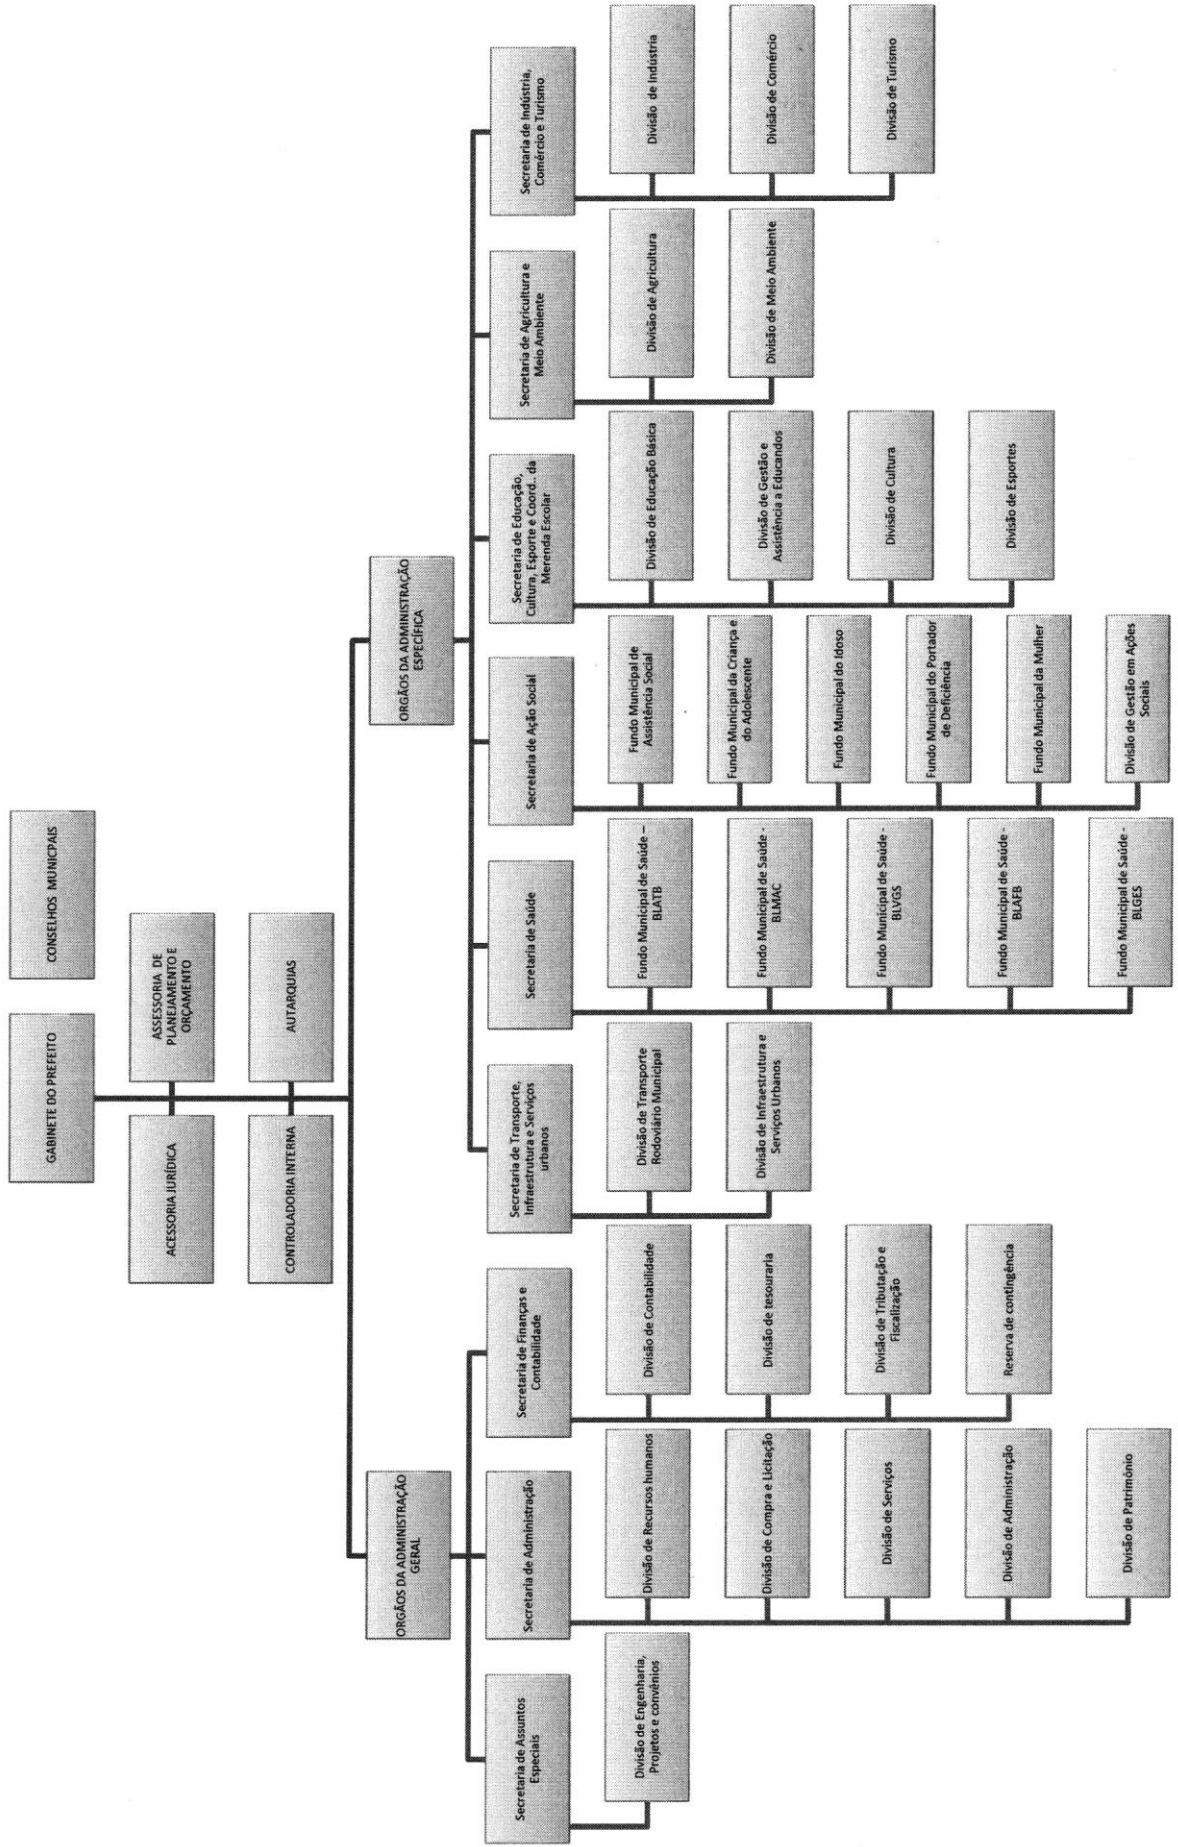 GABINETE DO PREFEITO
CONSELHOS MUNICPAIS
ACESSORIA JURÍDICA
ASSESSORIA DE
PLANEJAMENTO E
ORÇAMENTO
CONTROLADORIA INTERNA
AUTARQUIAS
ORGÃOS DA ADMINISTRAÇÃO
GERAL
Secretaria de Assuntos
Especiais
Divisão de Engenharia,
Projetos e convênios
Secretaria de Administração
Divisão de Recursos humanos
Divisão de Compra e Licitação
Divisão de Serviços
Divisão de Administração
Divisão de Patrimônio
Secretaria de Finanças e
Contabilidade
Divisão de Contabilidade
Divisão de tesouraria
Divisão de Tributação e
Fiscalização
Reserva de contingência
ORGÃOS DA ADMINISTRAÇÃO
ESPECÍFICA
Secretaria de Transporte,
Infraestrutura e Serviços
urbanos
Divisão de Transporte
Rodoviário Municipal
Divisão de Infraestrutura e
Serviços Urbanos
Secretaria de Saúde
Fundo Municipal de Saúde –
BLATB
Fundo Municipal de Saúde -
BLMAC
Fundo Municipal de Saúde -
BLVGS
Fundo Municipal de Saúde -
BLAFB
Fundo Municipal de Saúde -
BLGES
Secretaria de Ação Social
Fundo Municipal de
Assistência Social
Fundo Municipal da Criança e
do Adolescente
Fundo Municipal do Idoso
Fundo Municipal do Portador
de Deficiência
Fundo Municipal da Mulher
Divisão de Gestão em Ações
Sociais
Secretaria de Educação,
Cultura, Esporte e Coord.. da
Merenda Escolar
Divisão de Educação Básica
Divisão de Gestão e
Assistência a Educandos
Divisão de Cultura
Divisão de Esportes
Secretaria de Agricultura e
Meio Ambiente
Divisão de Agricultura
Divisão de Meio Ambiente
Secretaria de Indústria,
Comércio e Turismo
Divisão de Indústria
Divisão de Comércio
Divisão de Turismo